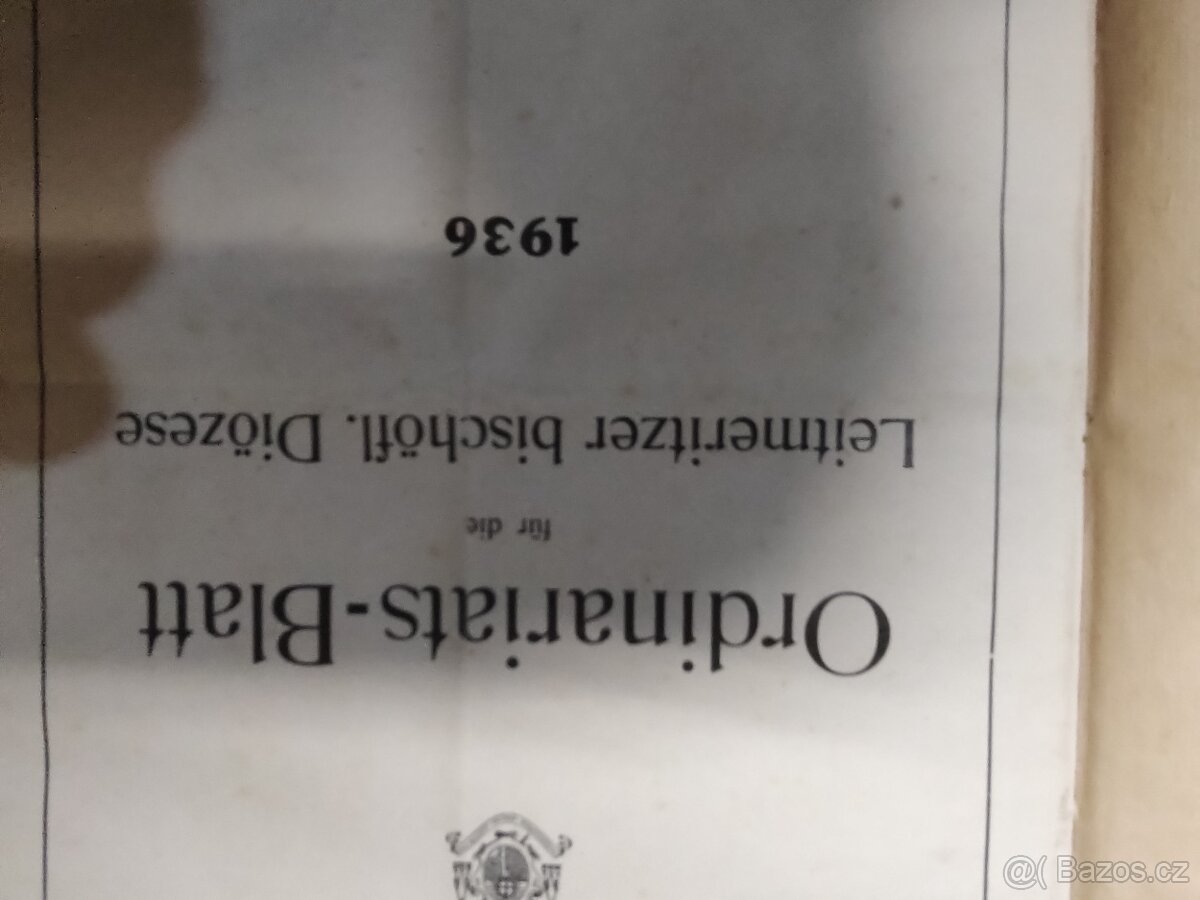 Ordinariats-Blatt
für die
Leitmeritzer bischöfl. Diözese
1936
@( Bazos.cz